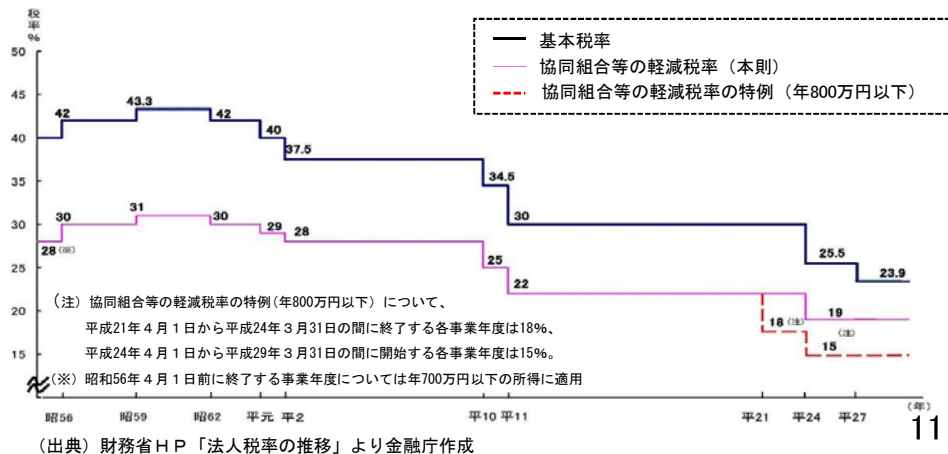 税率%
50
45
40
35
30
25
20
15
基本税率
協同組合等の軽減税率（本則）
協同組合等の軽減税率の特例（年800万円以下）
42
43.3
42
40
37.5
34.5
30
25.5
23.9
28(※)
30
31
30
29
28
25
22
19
18(注)
15
(注)
（注）協同組合等の軽減税率の特例（年800万円以下）について、
平成21年４月１日から平成24年３月31日の間に終了する各事業年度は18％、
平成24年４月１日から平成29年３月31日の間に開始する各事業年度は15％。
（※）昭和56年４月１日前に終了する事業年度については年700万円以下の所得に適用
昭56 昭59 昭62 平元 平2 平10 平11 平21 平24 平27 (年)
（出典）財務省ＨＰ「法人税率の推移」より金融庁作成
11